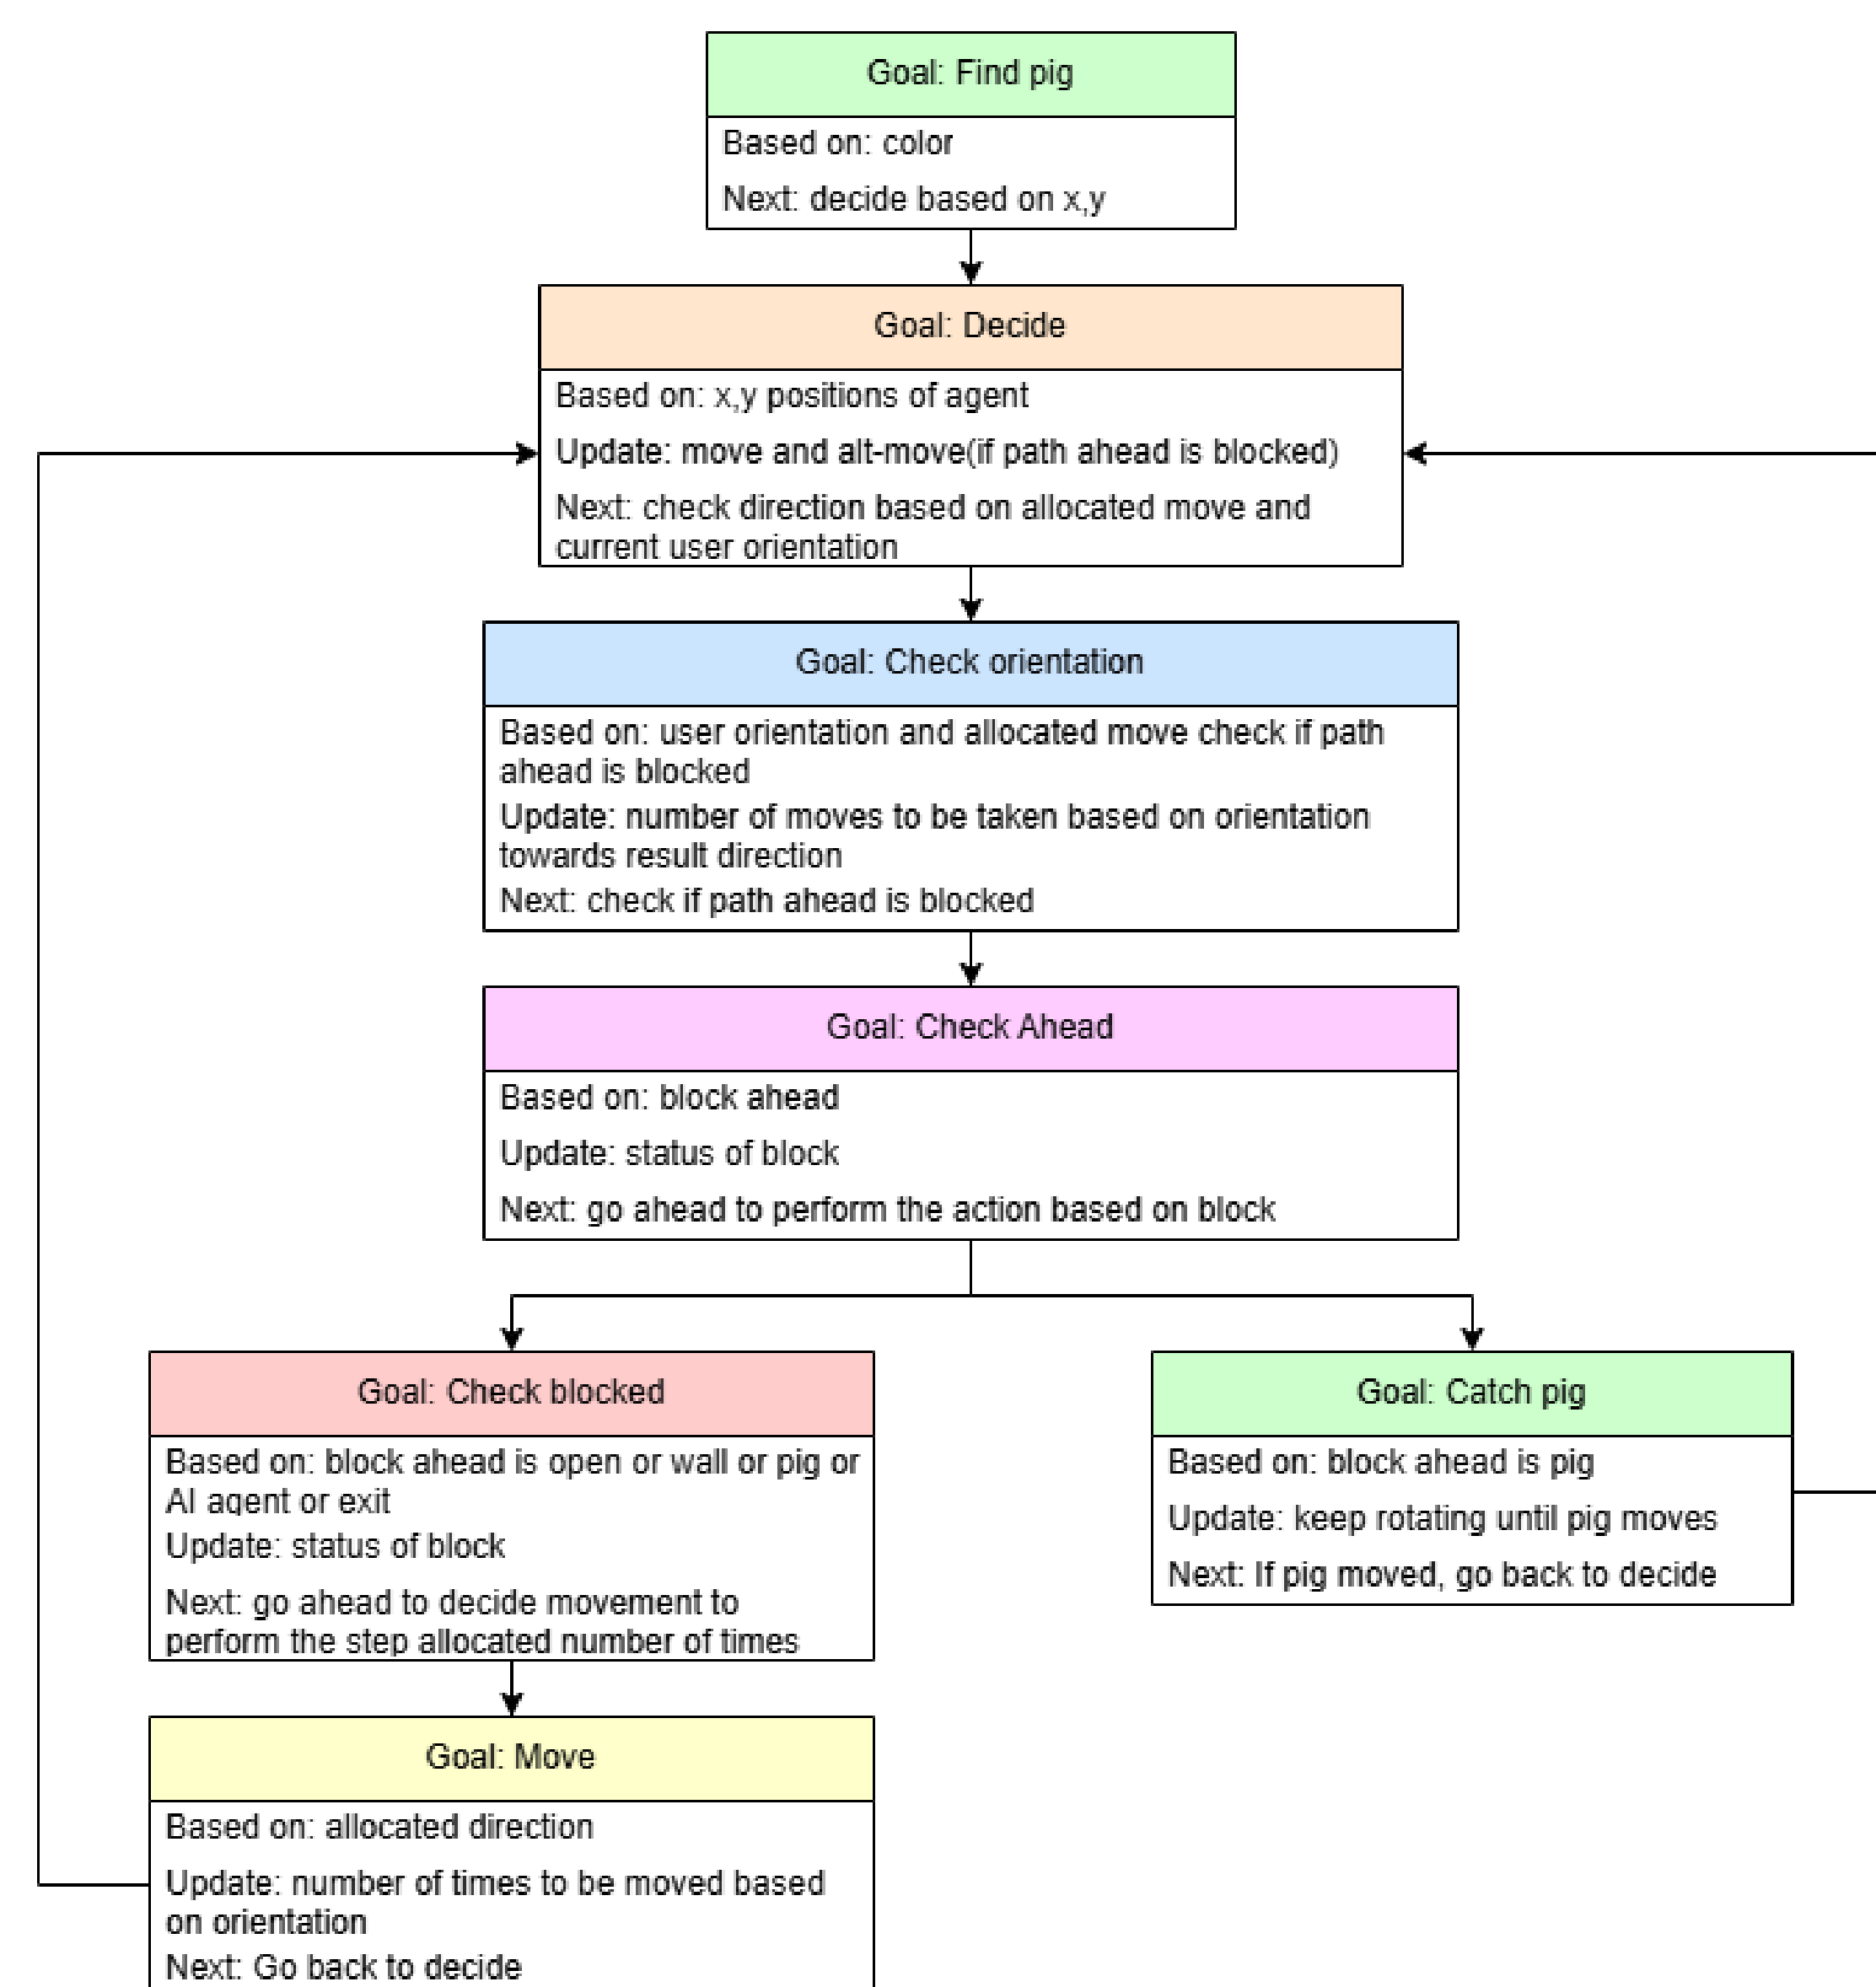 Goal: Find pig
Based on: color
Next: decide based on x,y
Goal: Decide
Based on: x,y positions of agent
Update: move and alt-move(if path ahead is blocked)
Next: check direction based on allocated move and
current user orientation
Goal: Check orientation
Based on: user orientation and allocated move check if path
ahead is blocked
Update: number of moves to be taken based on orientation
towards result direction
Next: check if path ahead is blocked
Goal: Check Ahead
Based on: block ahead
Update: status of block
Next: go ahead to perform the action based on block
Goal: Check blocked
Based on: block ahead is open or wall or pig or
AI agent or exit
Update: status of block
Next: go ahead to decide movement to
perform the step allocated number of times
Goal: Catch pig
Based on: block ahead is pig
Update: keep rotating until pig moves
Next: If pig moved, go back to decide
Goal: Move
Based on: allocated direction
Update: number of times to be moved based
on orientation
Next: Go back to decide